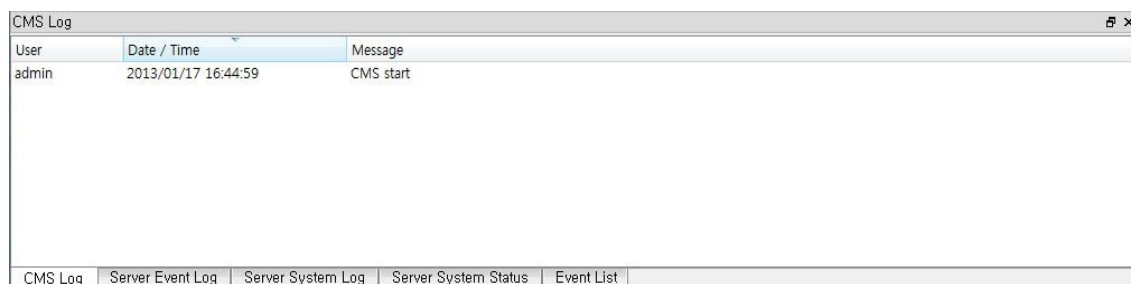 CMS Log
User Date / Time Message
admin 2013/01/17 16:44:59 CMS start
CMS Log Server Event Log Server System Log Server System Status Event List